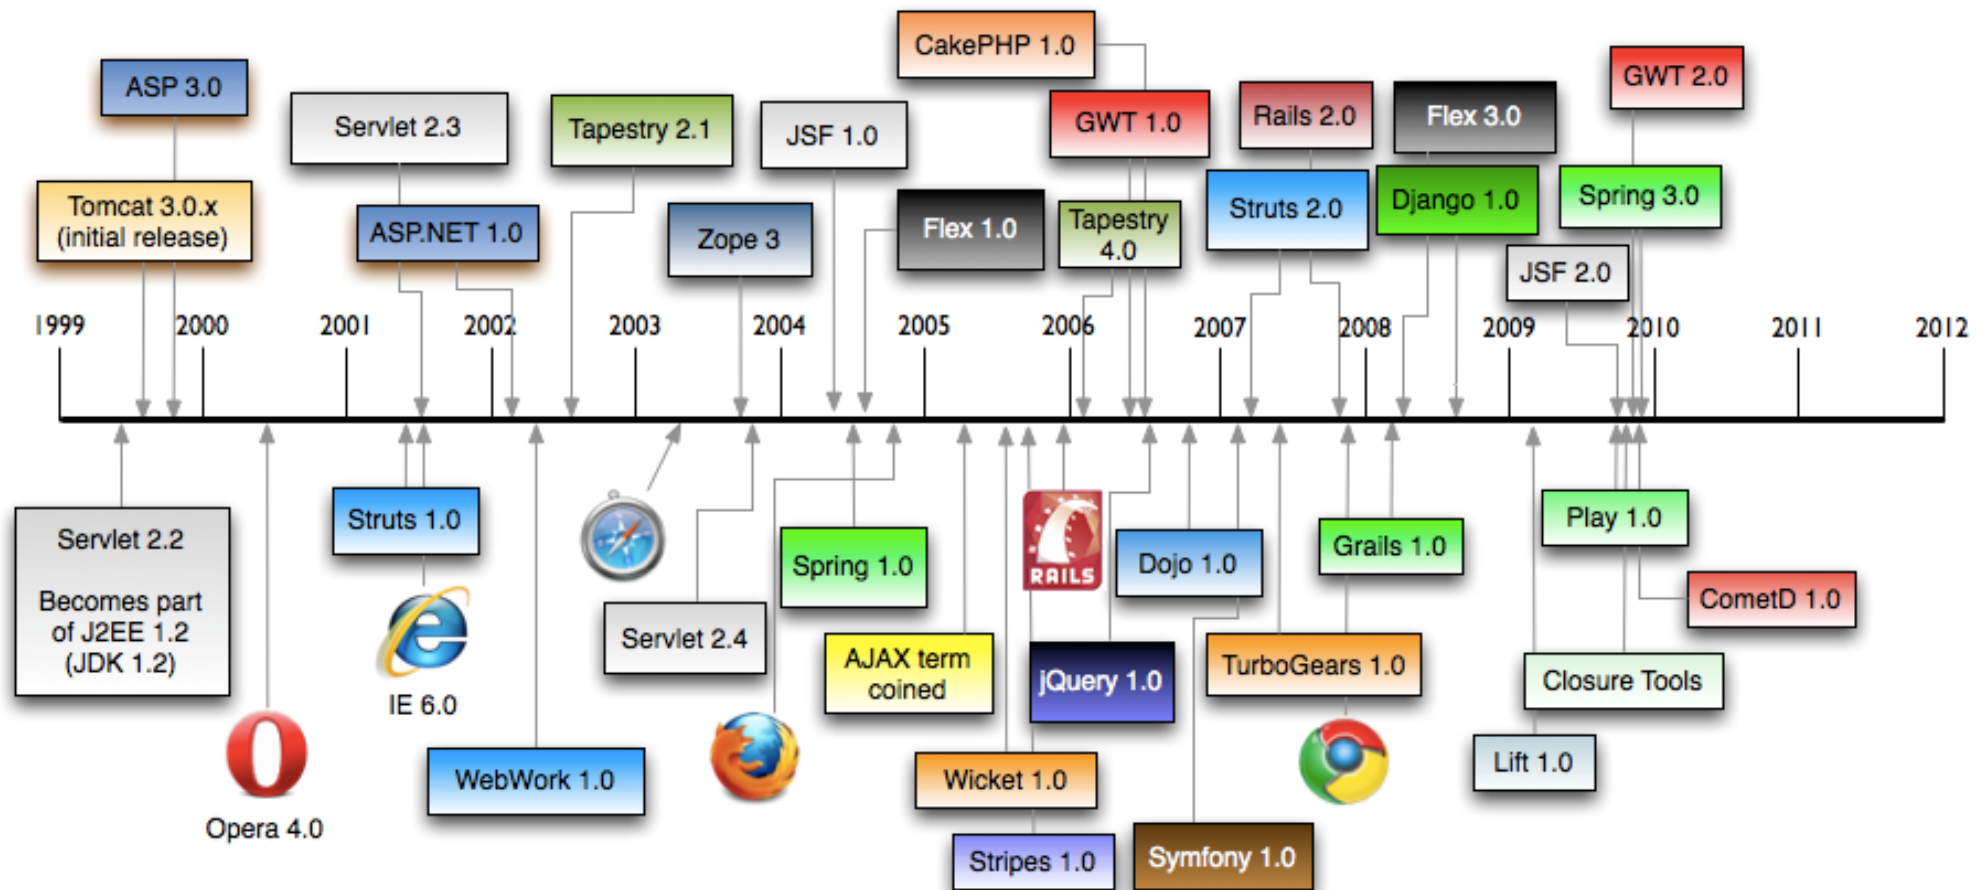 CakePHP 1.0
ASP 3.0
GWT 2.0
Servlet 2.3
Tapestry 2.1
JSF 1.0
GWT 1.0
Rails 2.0
Flex 3.0
Tomcat 3.0.x
(initial release)
ASP.NET 1.0
Zope 3
Flex 1.0
Tapestry
4.0
Struts 2.0
Django 1.0
Spring 3.0
JSF 2.0
1999 2000 2001 2002 2003 2004 2005 2006 2007 2008 2009 2010 2011 2012
Servlet 2.2
Becomes part
of J2EE 1.2
(JDK 1.2)
Struts 1.0
IE 6.0
Opera 4.0
WebWork 1.0
Servlet 2.4
Spring 1.0
AJAX term
coined
RAILS
Dojo 1.0
Grails 1.0
Play 1.0
CometD 1.0
jQuery 1.0
TurboGears 1.0
Closure Tools
Wicket 1.0
Lift 1.0
Stripes 1.0
Symfony 1.0